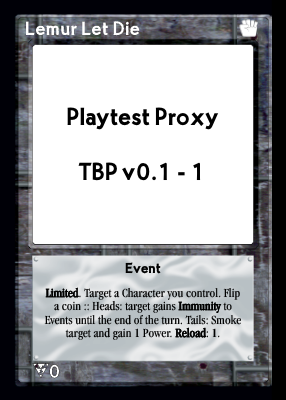 Lemur Let Die
Playtest Proxy
TBP v0.1 - 1
Event
Limited. Target a Character you control. Flip
a coin :: Heads: target gains Immunity to
Events until the end of the turn. Tails: Smoke
target and gain 1 Power. Reload: 1.
0